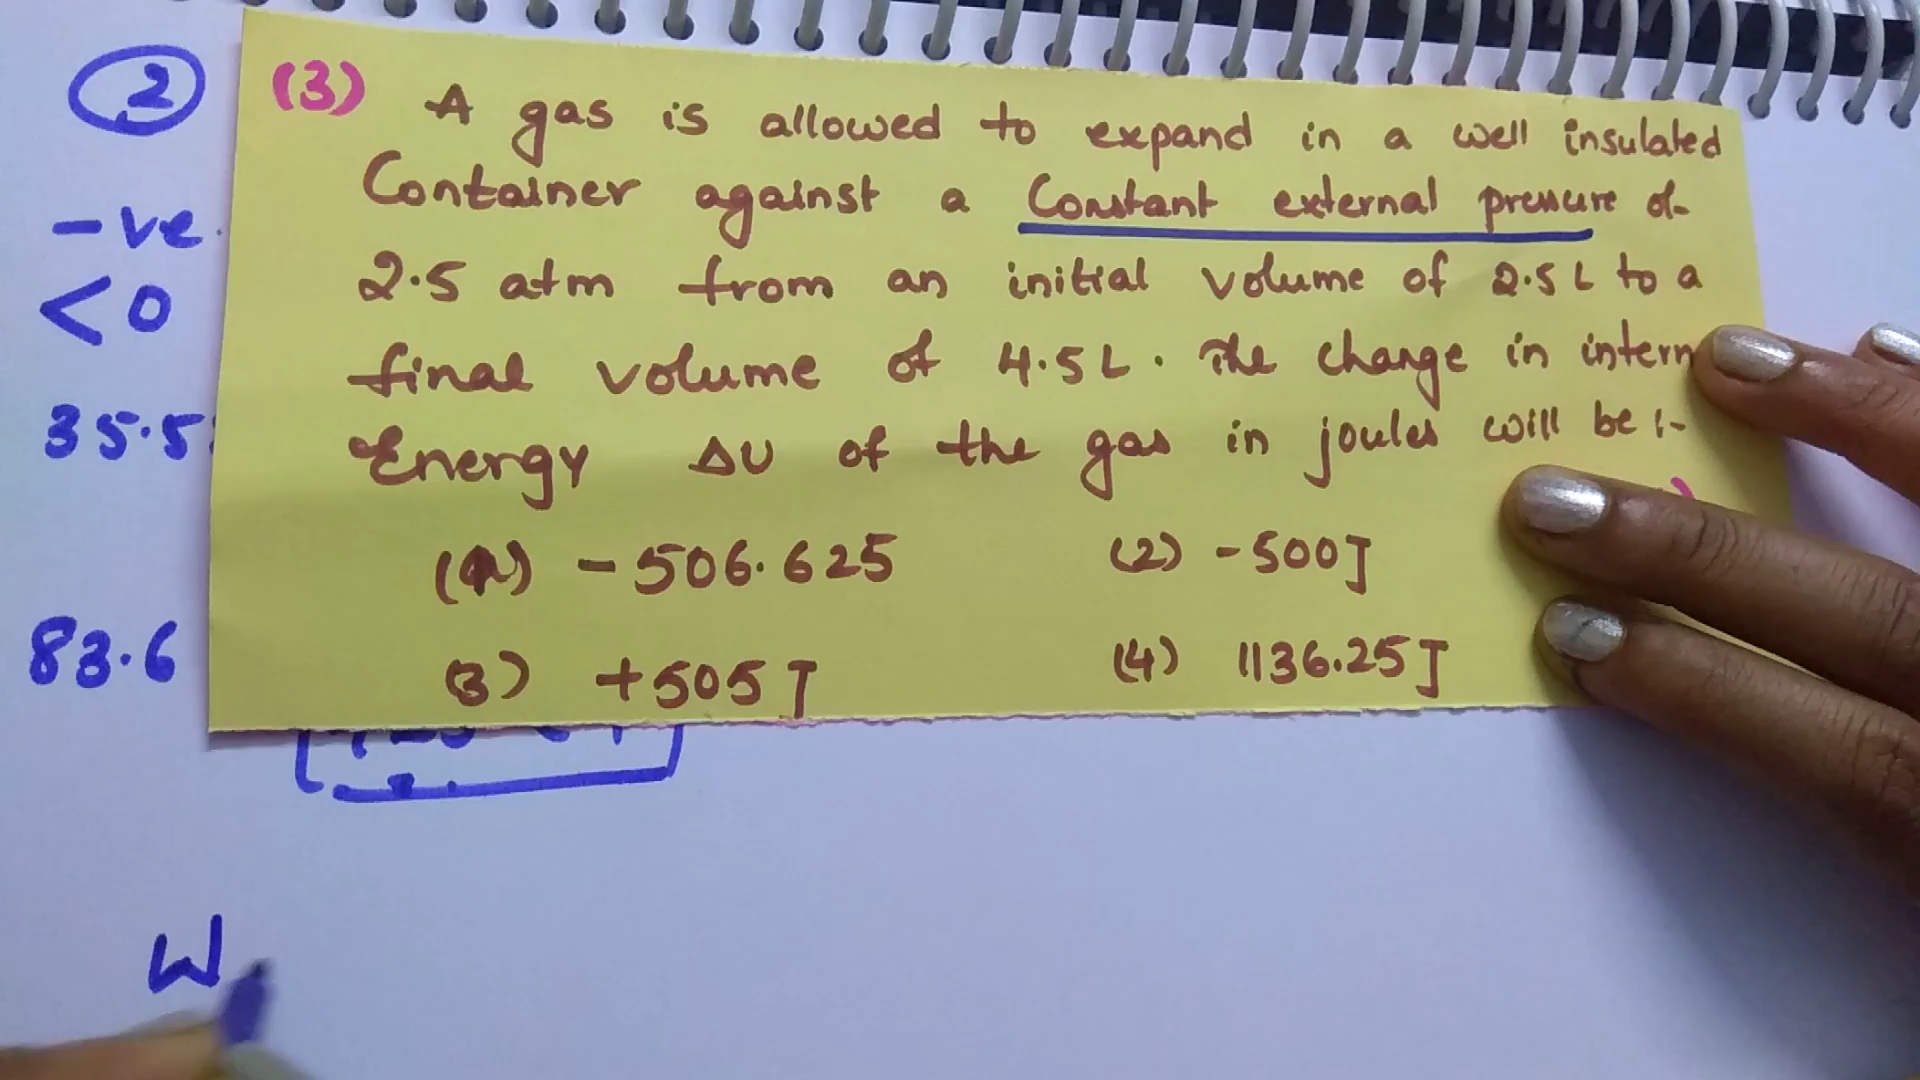 2
-ve
<0
35.5
83.6
(3) A gas is allowed to expand in a well insulated
Container against a Constant external pressure of
2.5 atm from an initial volume of 2.5 L to a
final volume of 4.5 L. The change in intern
Energy ΔU of the gas in joules will be :-
(1) -506.625 (2) -500J
(3) +505J (4) 1136.25J
W